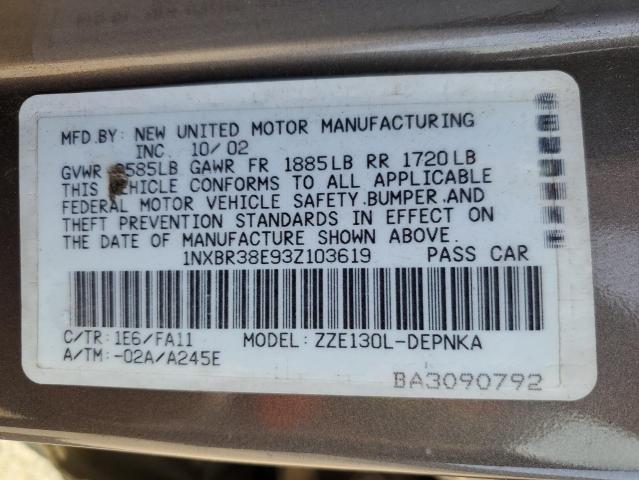 MFD.BY: NEW UNITED MOTOR MANUFACTURING
INC. 10/02
GVWR 3585LB GAWR FR 1885LB RR 1720LB
THIS VEHICLE CONFORMS TO ALL APPLICABLE
FEDERAL MOTOR VEHICLE SAFETY.BUMPER.AND
THEFT PREVENTION STANDARDS IN EFFECT ON
THE DATE OF MANUFACTURE SHOWN ABOVE.
1NXBR38E93Z103619 PASS CAR
C/TR: 1E6/FA11 MODEL: ZZE130L-DEPNKA
A/TM: -02A/A245E
BA3090792